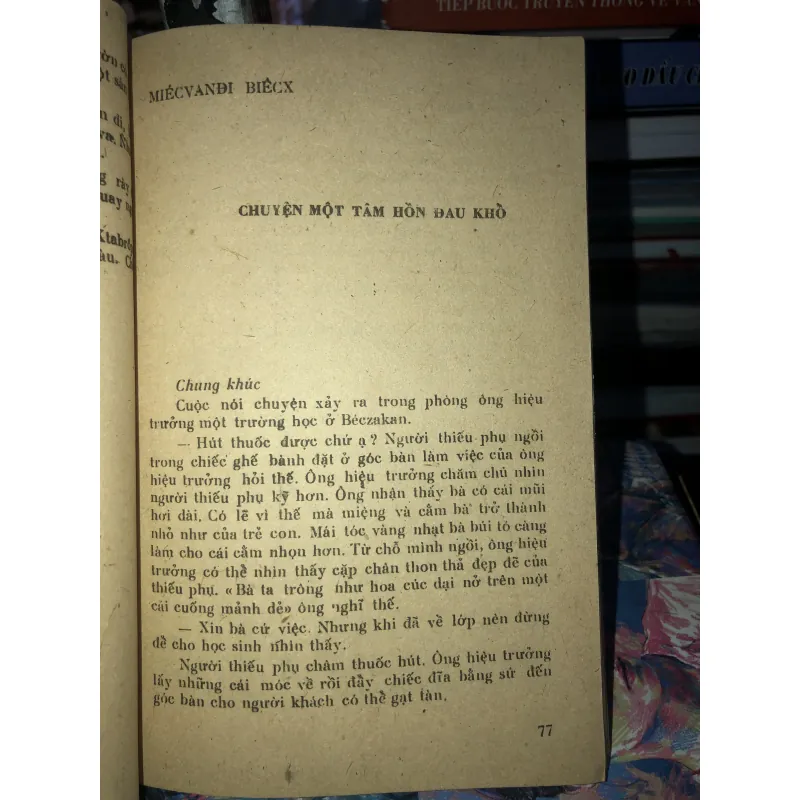 TIẾP BƯỚC TRUYỀN THỐNG VẺ VANG
MIÉCVANĐI BIÊCX
CHUYỆN MỘT TÂM HỒN ĐAU KHỔ
Chung khúc
Cuộc nói chuyện xảy ra trong phòng ông hiệu
trưởng một trường học ở Béczakan.
— Hút thuốc được chứ ạ? Người thiếu phụ ngồi
trong chiếc ghế bành đặt ở góc bàn làm việc của ông
hiệu trưởng hỏi thế. Ông hiệu trưởng chăm chú nhìn
người thiếu phụ kỹ hơn. Ông nhận thấy bà có cái mũi
hơi dài. Có lẽ vì thế mà miệng và cằm bà trở thành
nhỏ như của trẻ con. Mái tóc vàng nhạt bà búi tó càng
làm cho cái cằm nhọn hơn. Từ chỗ mình ngồi, ông hiệu
trưởng có thể nhìn thấy cặp chân thon thả đẹp đẽ của
thiếu phụ. «Bà ta trông như hoa cúc dại nở trên một
cái cuống mảnh dẻ» ông nghĩ thế.
— Xin bà cứ việc. Nhưng khi đã về lớp nên đừng
để cho học sinh nhìn thấy.
Người thiếu phụ châm thuốc hút. Ông hiệu trưởng
lấy những cái móc về rồi đẩy chiếc đĩa bằng sứ đến
góc bàn cho người khách có thể gạt tàn.
77